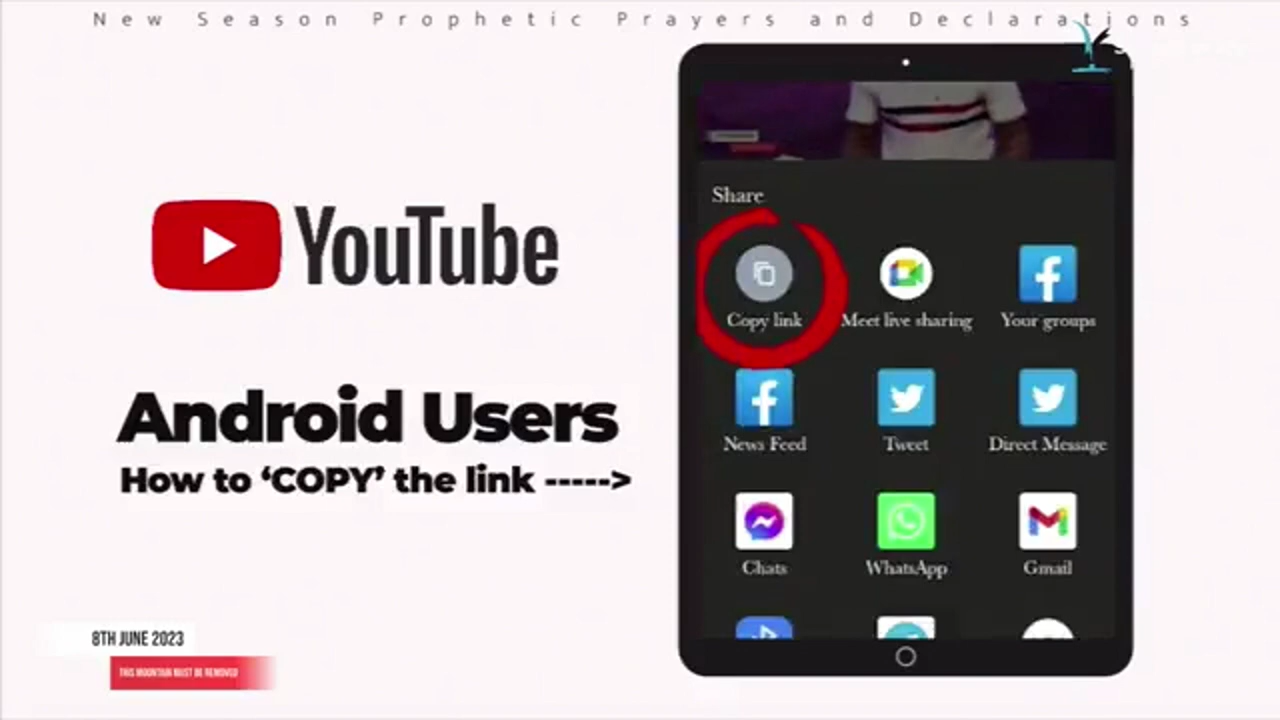 New Season Prophetic Prayers and Declarations
YouTube
Android Users
How to ‘COPY’ the link ----->
Share
Copy link
Meet live sharing
Your groups
News Feed
Tweet
Direct Message
Chats
WhatsApp
Gmail
8TH JUNE 2023
THIS MOUNTAIN MUST BE REMOVED